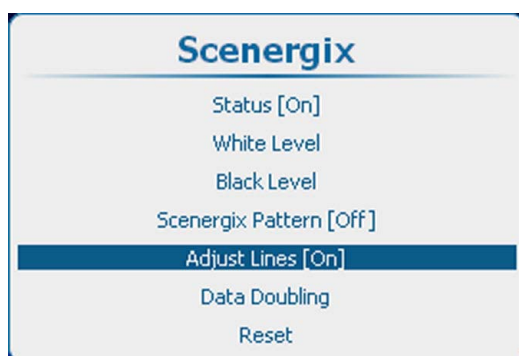 Scenergix
Status [On]
White Level
Black Level
Scenergix Pattern [Off]
Adjust Lines [On]
Data Doubling
Reset